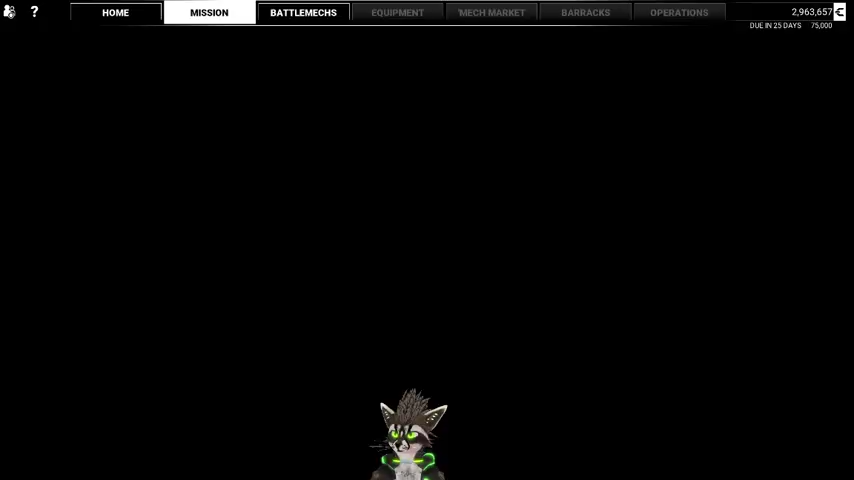 ? HOME MISSION BATTLEMECHS EQUIPMENT 'MECH MARKET BARRACKS OPERATIONS 2,963,657
DUE IN 25 DAYS 75,000